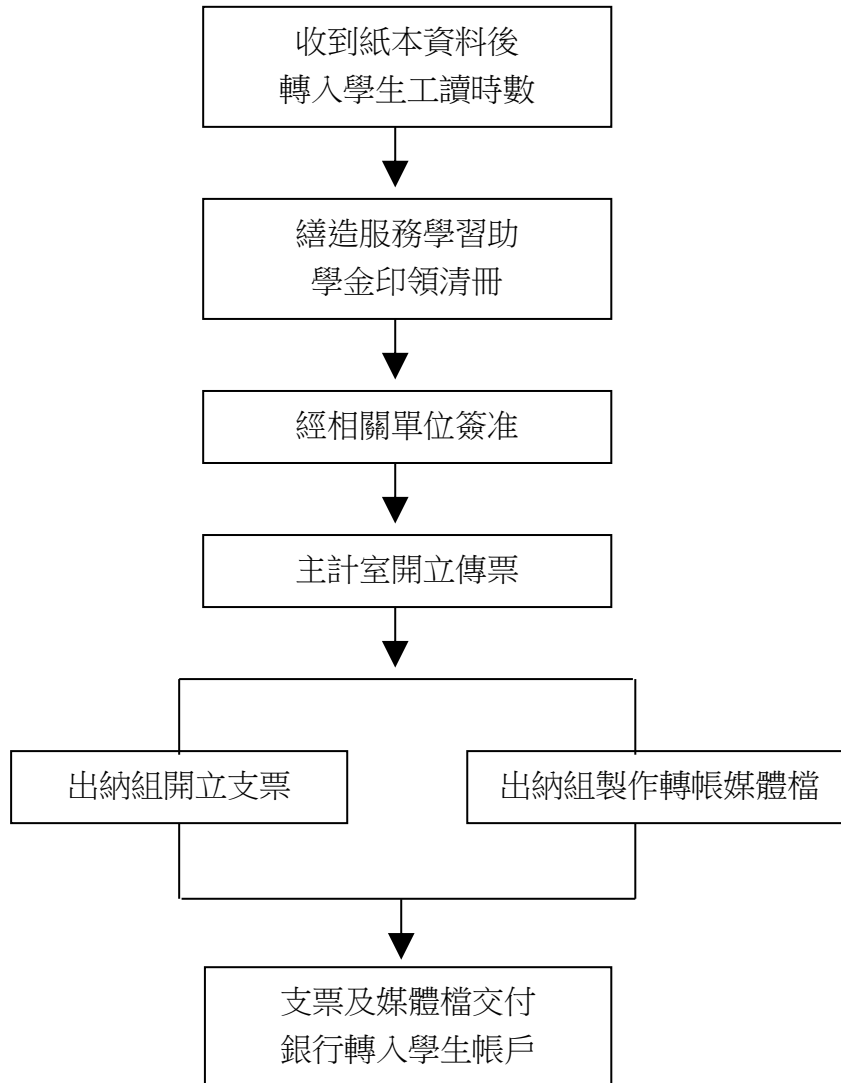 收到紙本資料後
轉入學生工讀時數
繕造服務學習助
學金印領清冊
經相關單位簽准
主計室開立傳票
出納組開立支票
出納組製作轉帳媒體檔
支票及媒體檔交付
銀行轉入學生帳戶